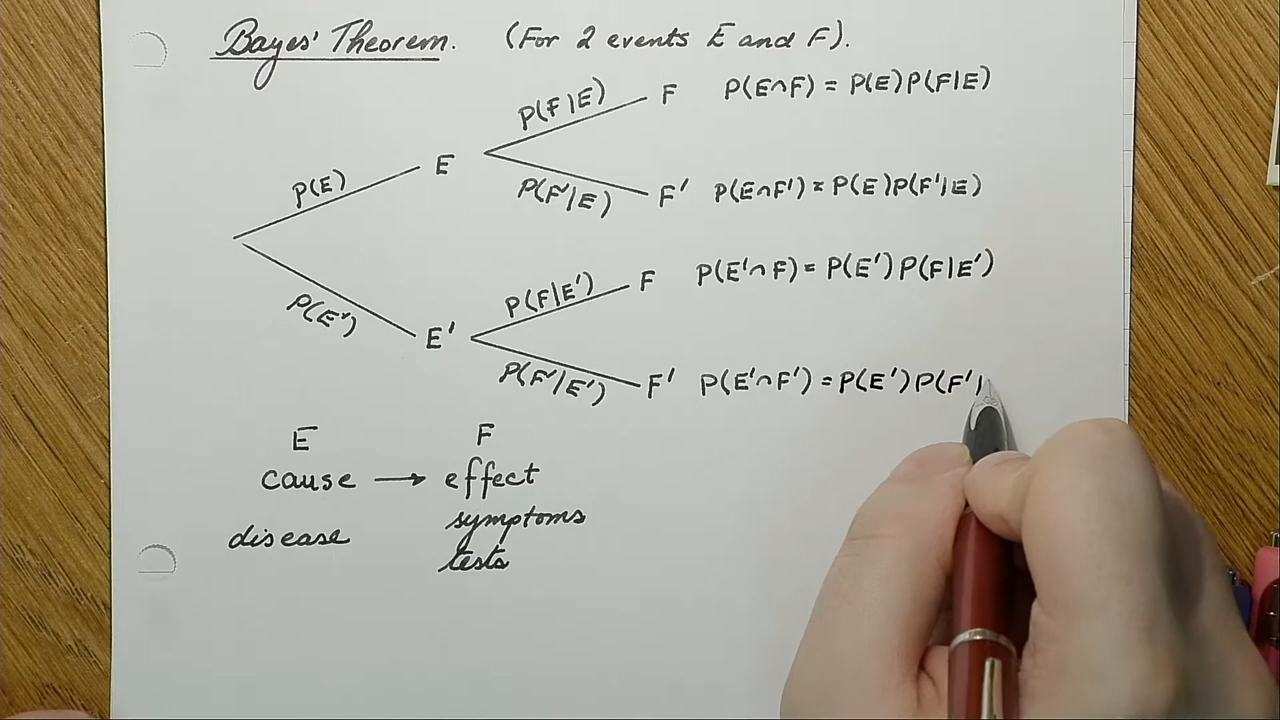 Bayes' Theorem. (For 2 events E and F).
P(F|E) F P(E∩F) = P(E)P(F|E)
P(E) E
P(F'|E) F' P(E∩F') = P(E)P(F'|E)
P(F|E') F P(E'∩F) = P(E')P(F|E')
P(E') E'
P(F'|E') F' P(E'∩F') = P(E')P(F'|
E F
cause → effect
symptoms
disease
tests